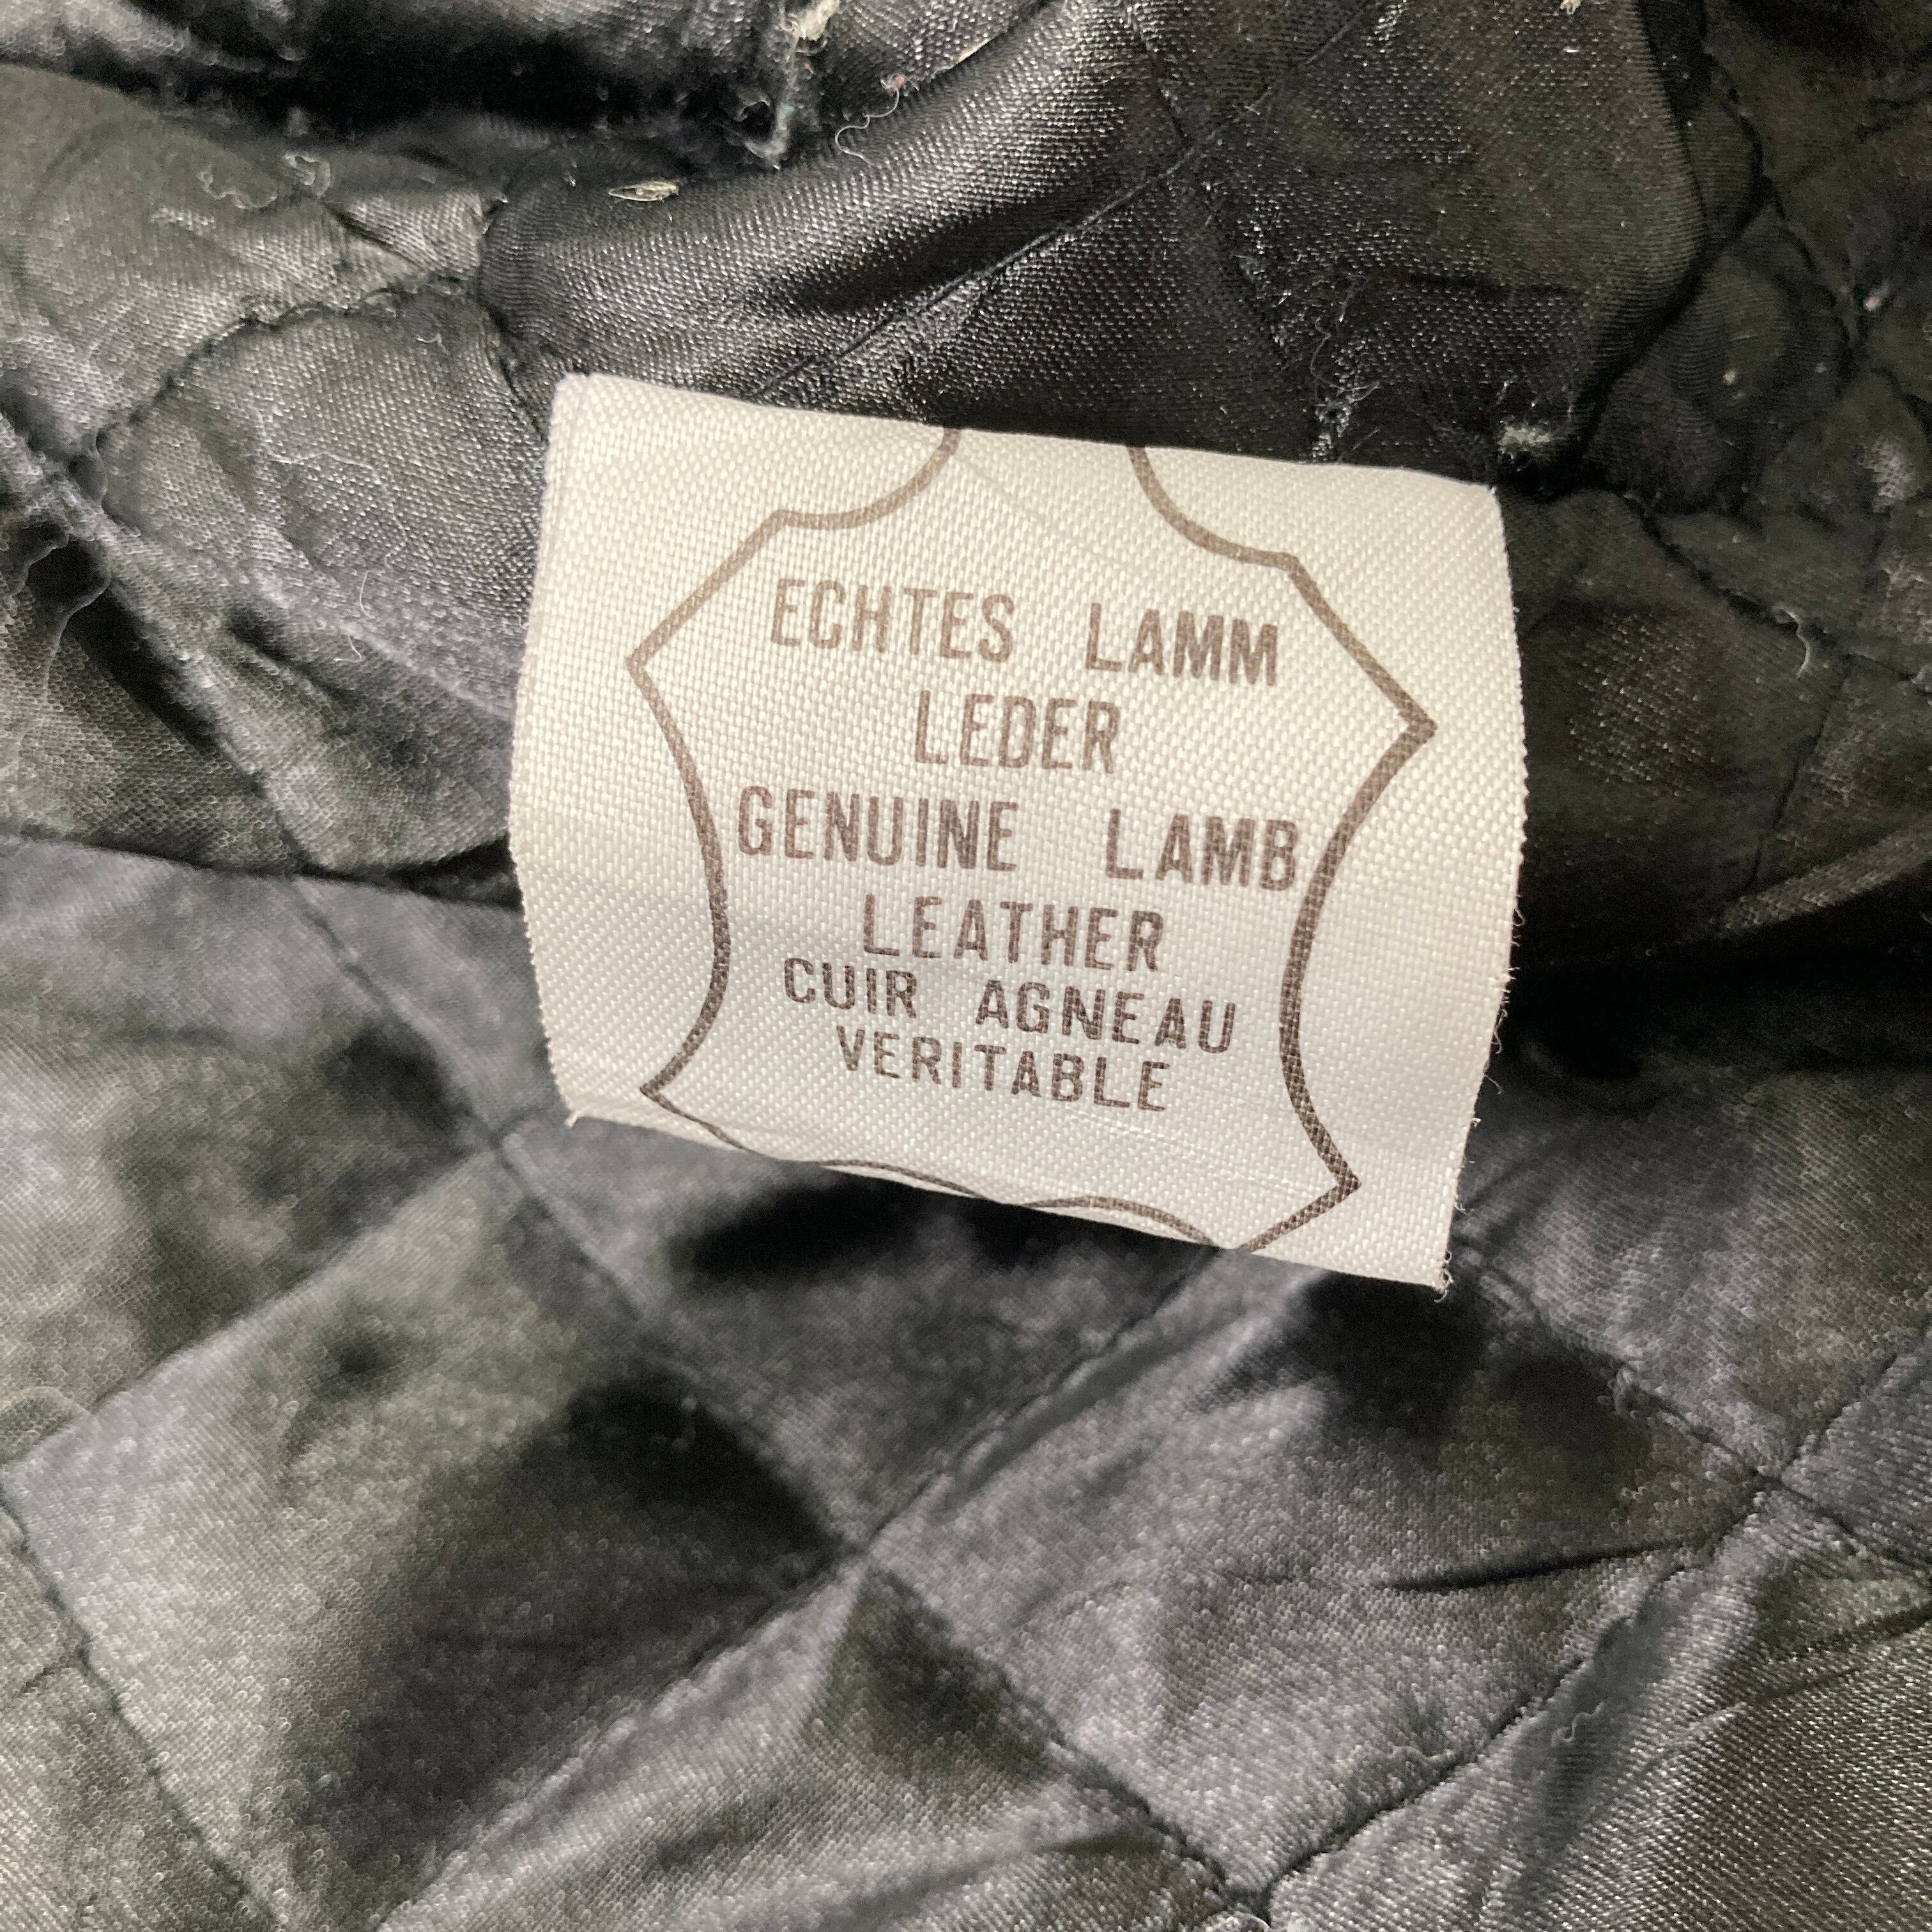 ECHTES LAMM
LEDER
GENUINE LAMB
LEATHER
CUIR AGNEAU
VERITABLE